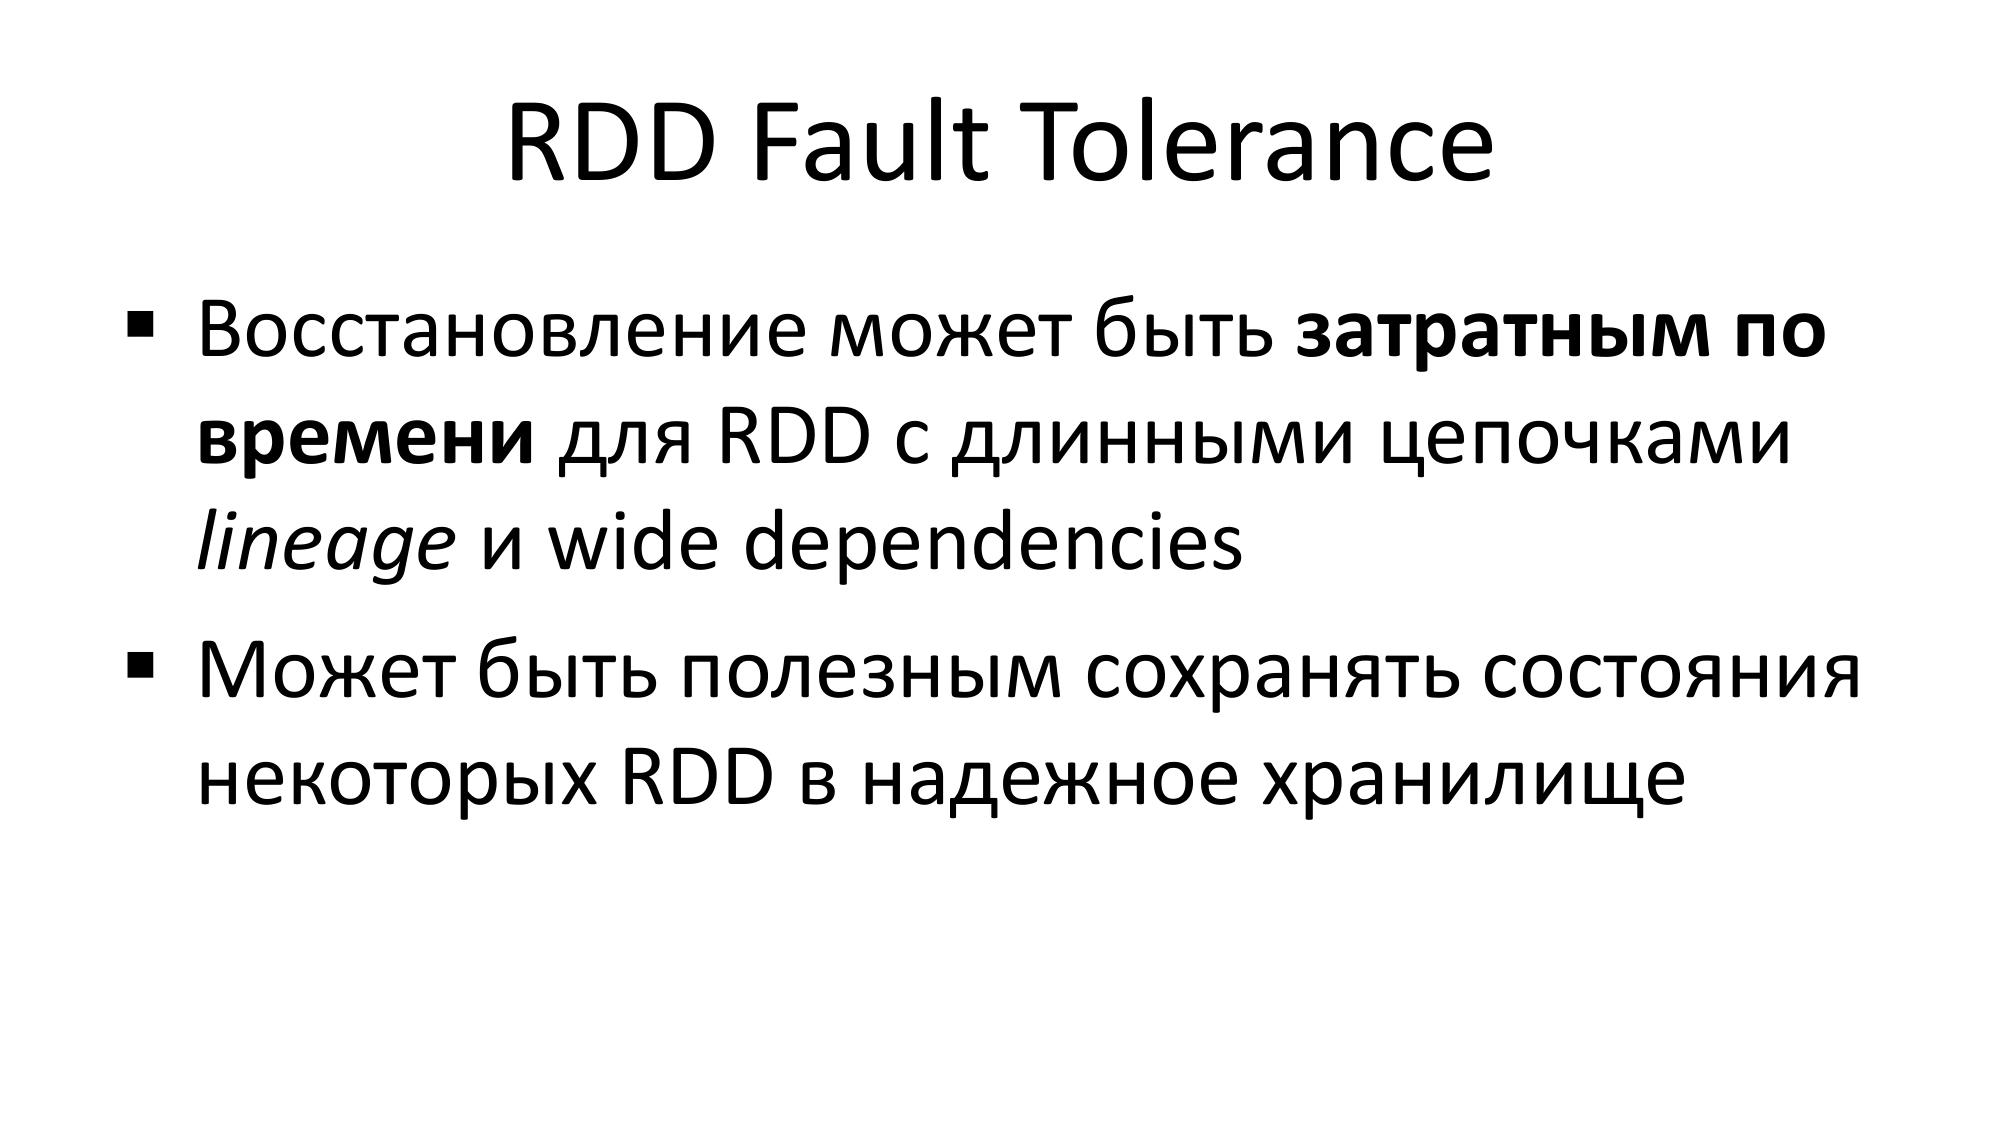 RDD Fault Tolerance
▪ Восстановление может быть затратным по
времени для RDD с длинными цепочками
lineage и wide dependencies
▪ Может быть полезным сохранять состояния
некоторых RDD в надежное хранилище